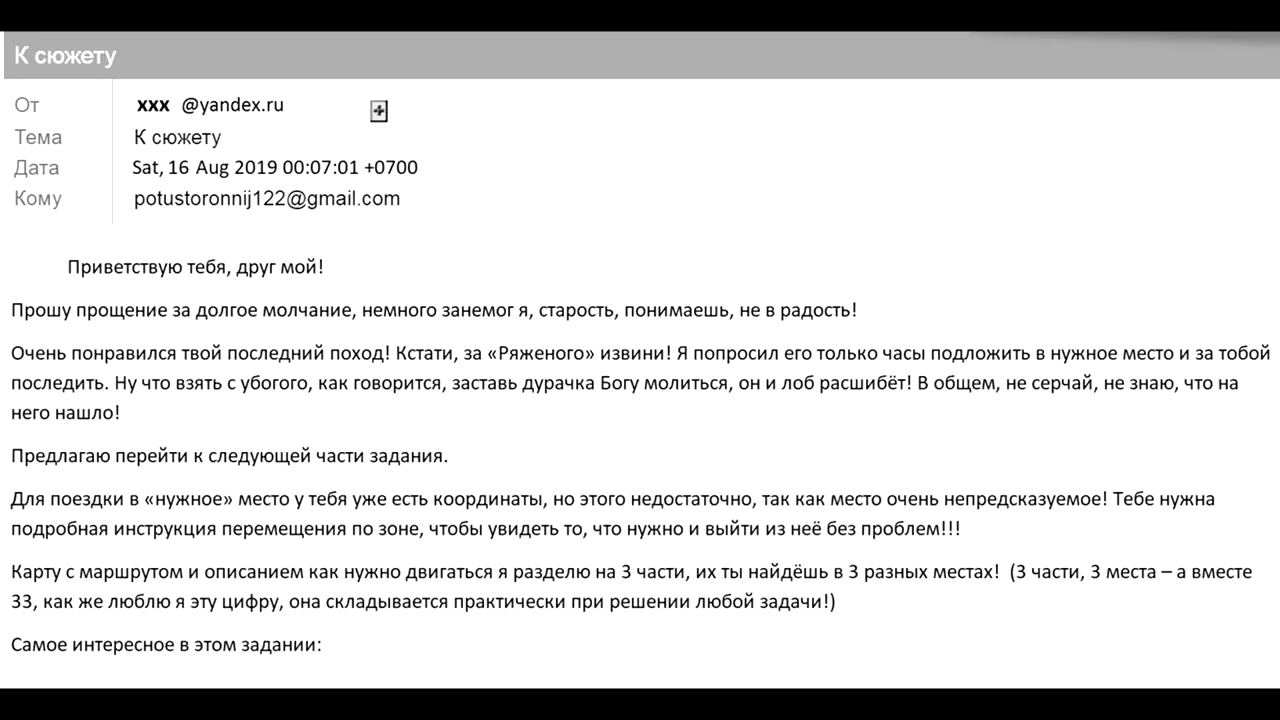 К сюжету
От xxx @yandex.ru
Тема К сюжету
Дата Sat, 16 Aug 2019 00:07:01 +0700
Кому potustoronnij122@gmail.com
Приветствую тебя, друг мой!
Прошу прощение за долгое молчание, немного занемог я, старость, понимаешь, не в радость!
Очень понравился твой последний поход! Кстати, за «Ряженого» извини! Я попросил его только часы подложить в нужное место и за тобой
последить. Ну что взять с убогого, как говорится, заставь дурачка Богу молиться, он и лоб расшибёт! В общем, не серчай, не знаю, что на
него нашло!
Предлагаю перейти к следующей части задания.
Для поездки в «нужное» место у тебя уже есть координаты, но этого недостаточно, так как место очень непредсказуемое! Тебе нужна
подробная инструкция перемещения по зоне, чтобы увидеть то, что нужно и выйти из неё без проблем!!!
Карту с маршрутом и описанием как нужно двигаться я разделю на 3 части, их ты найдёшь в 3 разных местах! (3 части, 3 места – а вместе
33, как же люблю я эту цифру, она складывается практически при решении любой задачи!)
Самое интересное в этом задании: